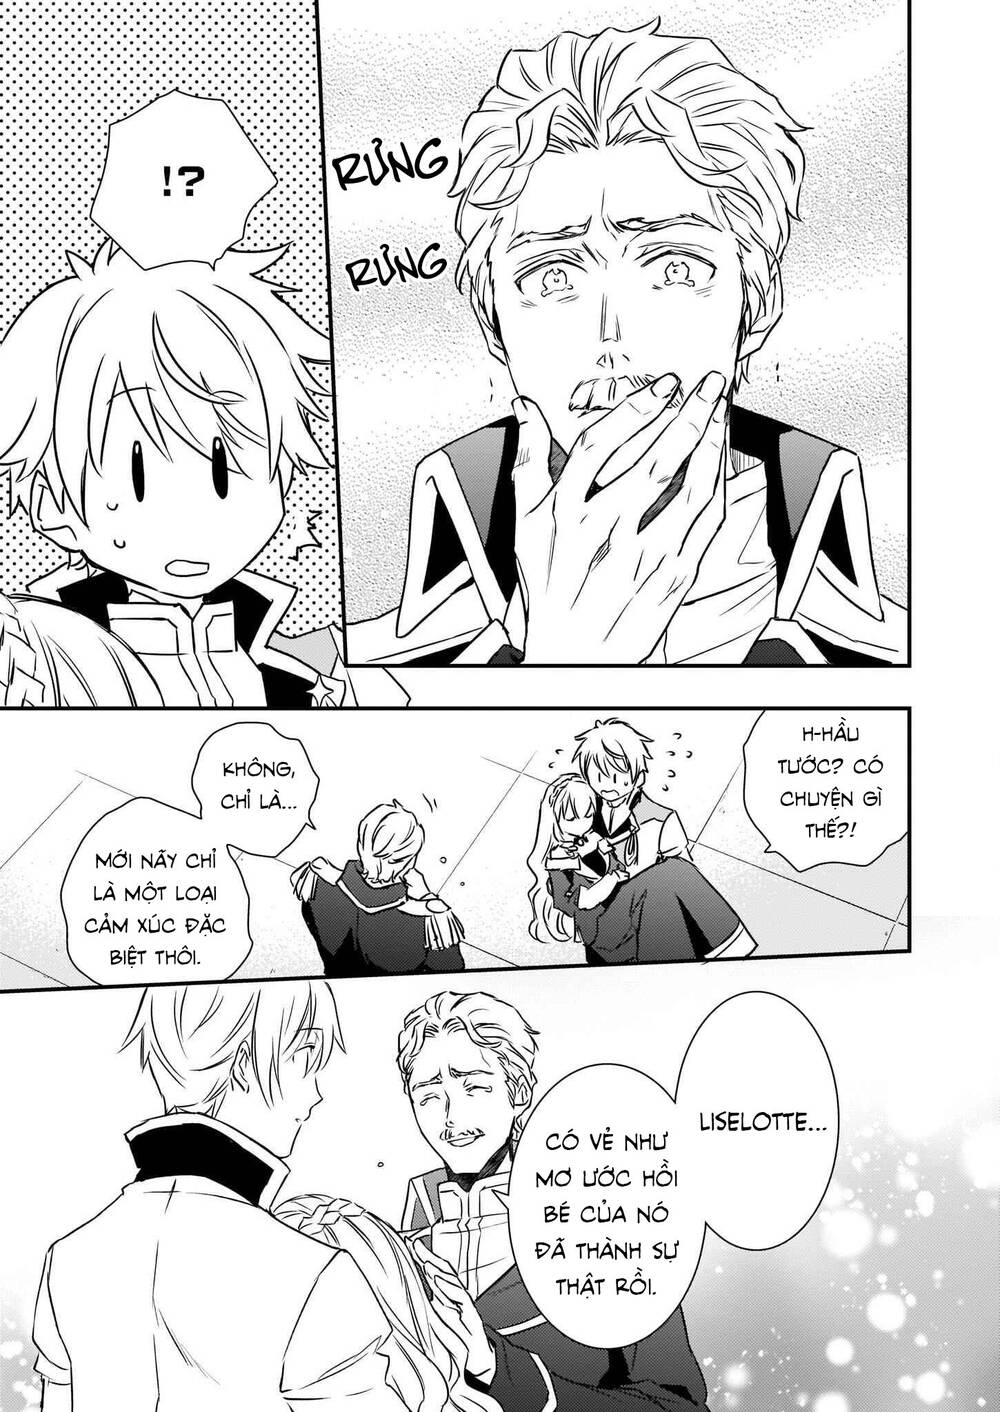 RƯNG
RƯNG
!?
H-HẦU
TƯỚC? CÓ
CHUYỆN GÌ
THẾ?!
KHÔNG,
CHỈ LÀ...
MỚI NÃY CHỈ
LÀ MỘT LOẠI
CẢM XÚC ĐẶC
BIỆT THÔI.
LISELOTTE...
CÓ VẺ NHƯ
MƠ ƯỚC HỒI
BÉ CỦA NÓ
ĐÃ THÀNH SỰ
THẬT RỒI.